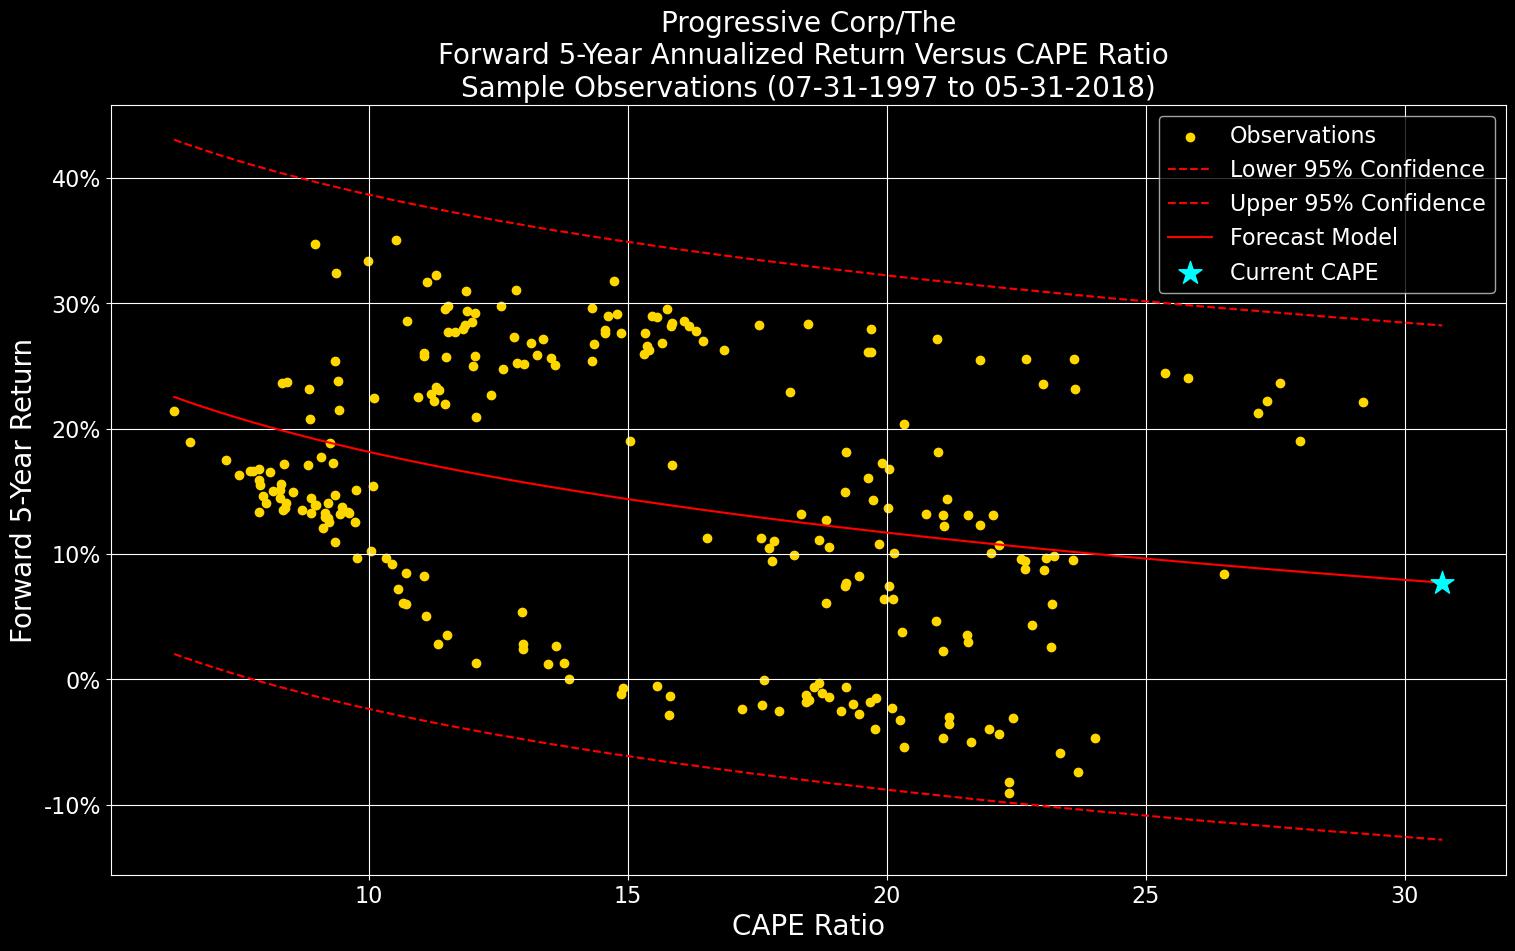 Progressive Corp/The
Forward 5-Year Annualized Return Versus CAPE Ratio
Sample Observations (07-31-1997 to 05-31-2018)
Observations
Lower 95% Confidence
Upper 95% Confidence
Forecast Model
Current CAPE
Forward 5-Year Return
40%
30%
20%
10%
0%
-10%
10 15 20 25 30
CAPE Ratio